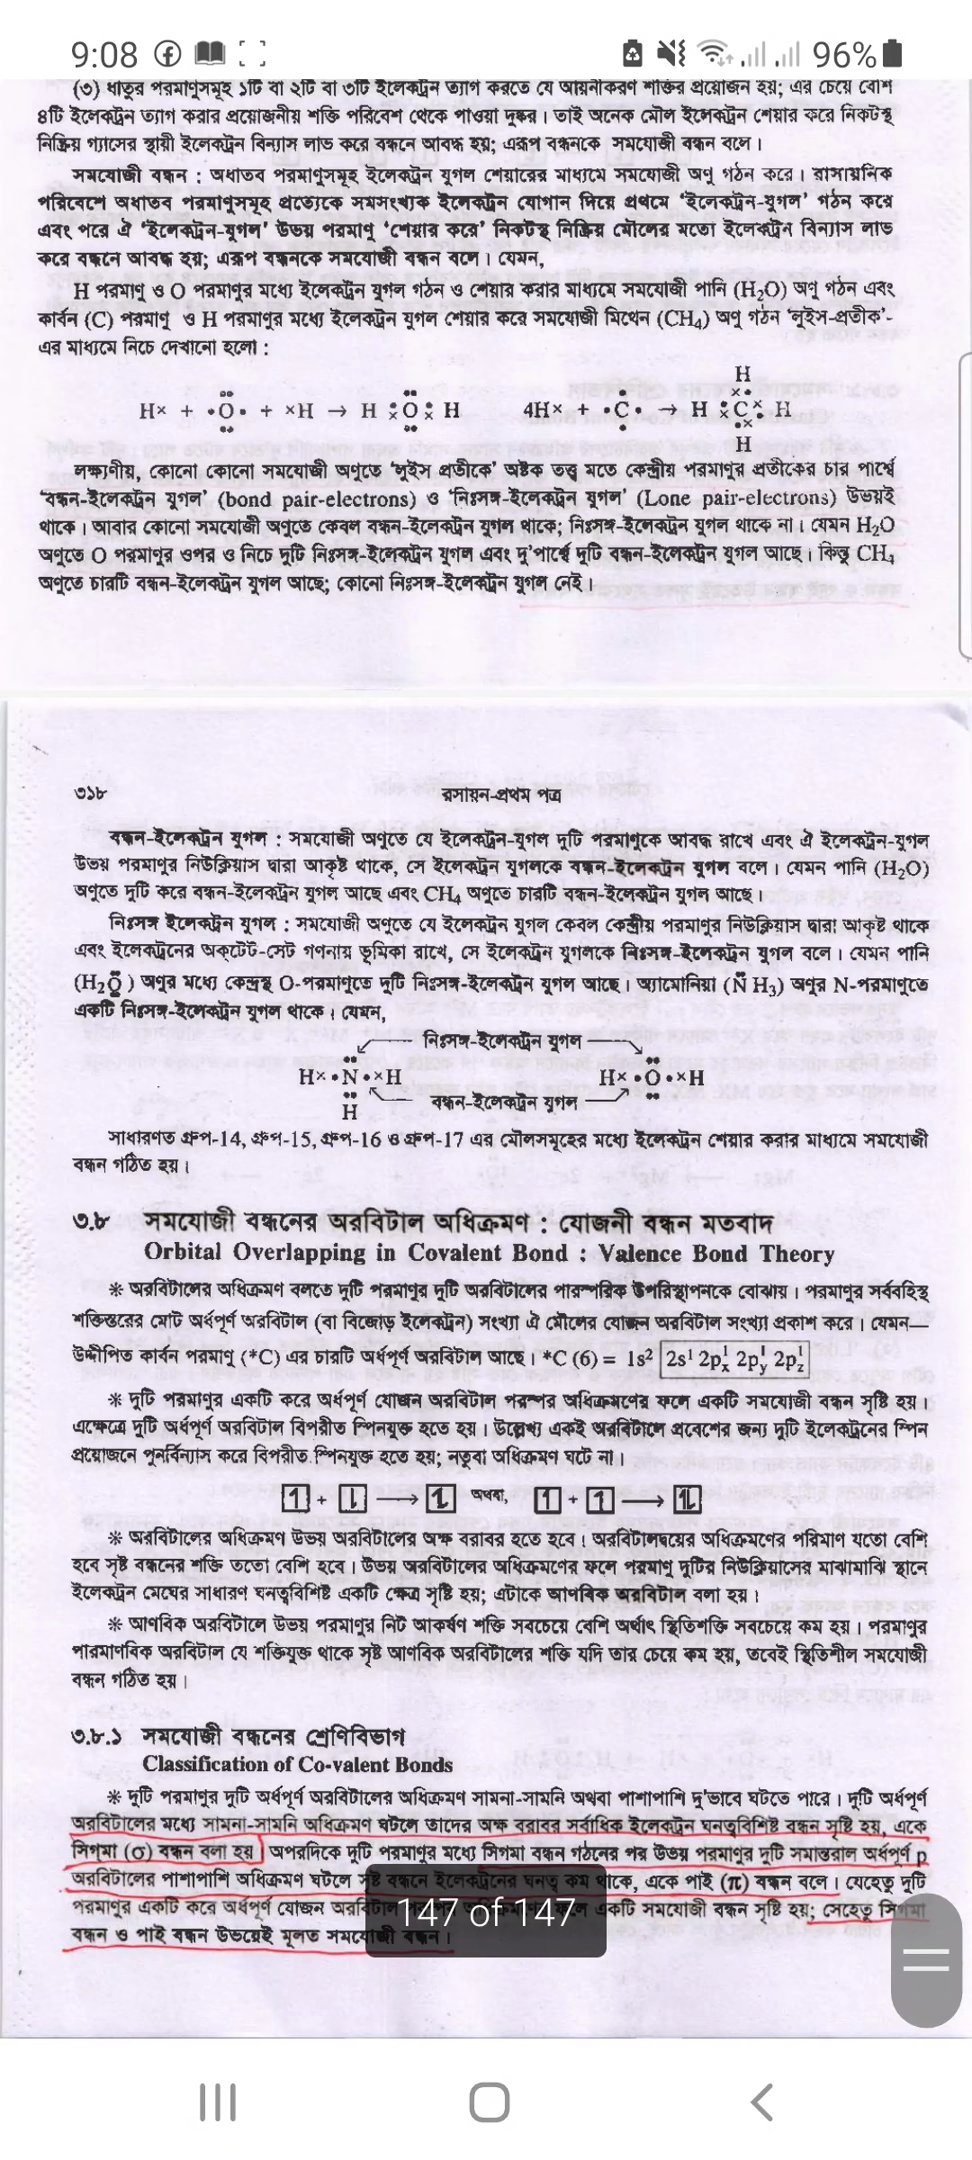 9:08 96%
(৩) ধাতুর পরমাণুসমূহ ১টি বা ২টি বা ৩টি ইলেকট্রন ত্যাগ করতে যে আয়নীকরণ শক্তির প্রয়োজন হয়; এর চেয়ে বেশি
৪টি ইলেকট্রন ত্যাগ করার প্রয়োজনীয় শক্তি পরিবেশ থেকে পাওয়া দুষ্কর। তাই অনেক মৌল ইলেকট্রন শেয়ার করে নিকটস্থ
নিষ্ক্রিয় গ্যাসের স্থায়ী ইলেকট্রন বিন্যাস লাভ করে বন্ধনে আবদ্ধ হয়; এরূপ বন্ধনকে সমযোজী বন্ধন বলে।
সমযোজী বন্ধন : অধাতব পরমাণুসমূহ ইলেকট্রন যুগল শেয়ারের মাধ্যমে সমযোজী অণু গঠন করে। রাসায়নিক
পরিবেশে অধাতব পরমাণুসমূহ প্রত্যেকে সমসংখ্যক ইলেকট্রন যোগান দিয়ে প্রথমে ‘ইলেকট্রন-যুগল’ গঠন করে
এবং পরে ঐ ‘ইলেকট্রন-যুগল’ উভয় পরমাণু ‘শেয়ার করে’ নিকটস্থ নিষ্ক্রিয় মৌলের মতো ইলেকট্রন বিন্যাস লাভ
করে বন্ধনে আবদ্ধ হয়; এরূপ বন্ধনকে সমযোজী বন্ধন বলে। যেমন,
H পরমাণু ও O পরমাণুর মধ্যে ইলেকট্রন যুগল গঠন ও শেয়ার করার মাধ্যমে সমযোজী পানি (H₂O) অণু গঠন এবং
কার্বন (C) পরমাণু ও H পরমাণুর মধ্যে ইলেকট্রন যুগল শেয়ার করে সমযোজী মিথেন (CH₄) অণু গঠন ‘লুইস-প্রতীক’-
এর মাধ্যমে নিচে দেখানো হলো :
H
H× + •O• + ×H → H O H 4H× + •C• → H C H
H
লক্ষ্যণীয়, কোনো কোনো সমযোজী অণুতে ‘লুইস প্রতীকে’ অষ্টক তত্ত্ব মতে কেন্দ্রীয় পরমাণুর প্রতীকের চার পার্শ্বে
‘বন্ধন-ইলেকট্রন যুগল’ (bond pair-electrons) ও ‘নিঃসঙ্গ-ইলেকট্রন যুগল’ (Lone pair-electrons) উভয়ই
থাকে। আবার কোনো সমযোজী অণুতে কেবল বন্ধন-ইলেকট্রন যুগল থাকে; নিঃসঙ্গ-ইলেকট্রন যুগল থাকে না। যেমন H₂O
অণুতে O পরমাণুর ওপর ও নিচে দুটি নিঃসঙ্গ-ইলেকট্রন যুগল এবং দু’পার্শ্বে দুটি বন্ধন-ইলেকট্রন যুগল আছে। কিন্তু CH₄
অণুতে চারটি বন্ধন-ইলেকট্রন যুগল আছে; কোনো নিঃসঙ্গ-ইলেকট্রন যুগল নেই।
৩১৮ রসায়ন-প্রথম পত্র
বন্ধন-ইলেকট্রন যুগল : সমযোজী অণুতে যে ইলেকট্রন-যুগল দুটি পরমাণুকে আবদ্ধ রাখে এবং ঐ ইলেকট্রন-যুগল
উভয় পরমাণুর নিউক্লিয়াস দ্বারা আকৃষ্ট থাকে, সে ইলেকট্রন যুগলকে বন্ধন-ইলেকট্রন যুগল বলে। যেমন পানি (H₂O)
অণুতে দুটি করে বন্ধন-ইলেকট্রন যুগল আছে এবং CH₄ অণুতে চারটি বন্ধন-ইলেকট্রন যুগল আছে।
নিঃসঙ্গ ইলেকট্রন যুগল : সমযোজী অণুতে যে ইলেকট্রন যুগল কেবল কেন্দ্রীয় পরমাণুর নিউক্লিয়াস দ্বারা আকৃষ্ট থাকে
এবং ইলেকট্রনের অক্টেট-সেট গণনায় ভূমিকা রাখে, সে ইলেকট্রন যুগলকে নিঃসঙ্গ-ইলেকট্রন যুগল বলে। যেমন পানি
(H₂O) অণুর মধ্যে কেন্দ্রস্থ O-পরমাণুতে দুটি নিঃসঙ্গ-ইলেকট্রন যুগল আছে। অ্যামোনিয়া (N̈ H₃) অণুর N-পরমাণুতে
একটি নিঃসঙ্গ-ইলেকট্রন যুগল থাকে। যেমন,
নিঃসঙ্গ-ইলেকট্রন যুগল
H× •N•×H H× •O•×H
H বন্ধন-ইলেকট্রন যুগল
সাধারণত গ্রুপ-14, গ্রুপ-15, গ্রুপ-16 ও গ্রুপ-17 এর মৌলসমূহের মধ্যে ইলেকট্রন শেয়ার করার মাধ্যমে সমযোজী
বন্ধন গঠিত হয়।
৩.৮ সমযোজী বন্ধনের অরবিটাল অধিক্রমণ : যোজনী বন্ধন মতবাদ
Orbital Overlapping in Covalent Bond : Valence Bond Theory
※ অরবিটালের অধিক্রমণ বলতে দুটি পরমাণুর দুটি অরবিটালের পারস্পরিক উপরিস্থাপনকে বোঝায়। পরমাণুর সর্ববহিস্থ
শক্তিস্তরের মোট অর্ধপূর্ণ অরবিটাল (বা বিজোড় ইলেকট্রন) সংখ্যা ঐ মৌলের যোজন অরবিটাল সংখ্যা প্রকাশ করে। যেমন—
উদ্দীপিত কার্বন পরমাণু (*C) এর চারটি অর্ধপূর্ণ অরবিটাল আছে। *C (6) = 1s² 2s¹ 2pₓ¹ 2p_y¹ 2p_z¹
※ দুটি পরমাণুর একটি করে অর্ধপূর্ণ যোজন অরবিটাল পরস্পর অধিক্রমণের ফলে একটি সমযোজী বন্ধন সৃষ্টি হয়।
এক্ষেত্রে দুটি অর্ধপূর্ণ অরবিটাল বিপরীত স্পিনযুক্ত হতে হয়। উল্লেখ্য একই অরবিটালে প্রবেশের জন্য দুটি ইলেকট্রনের স্পিন
প্রয়োজনে পুনর্বিন্যাস করে বিপরীত স্পিনযুক্ত হতে হয়; নতুবা অধিক্রমণ ঘটে না।
↿ + ⇂ ⟶ ⥮ অথবা, ↿ + ↿ ⟶ ⥮
※ অরবিটালের অধিক্রমণ উভয় অরবিটালের অক্ষ বরাবর হতে হবে। অরবিটালদ্বয়ের অধিক্রমণের পরিমাণ যতো বেশি
হবে সৃষ্ট বন্ধনের শক্তি ততো বেশি হবে। উভয় অরবিটালের অধিক্রমণের ফলে পরমাণু দুটির নিউক্লিয়াসের মাঝামাঝি স্থানে
ইলেকট্রন মেঘের সাধারণ ঘনত্ববিশিষ্ট একটি ক্ষেত্র সৃষ্টি হয়; এটাকে আণবিক অরবিটাল বলা হয়।
※ আণবিক অরবিটালে উভয় পরমাণুর নিট আকর্ষণ শক্তি সবচেয়ে বেশি অর্থাৎ স্থিতিশক্তি সবচেয়ে কম হয়। পরমাণুর
পারমাণবিক অরবিটাল যে শক্তিযুক্ত থাকে সৃষ্ট আণবিক অরবিটালের শক্তি যদি তার চেয়ে কম হয়, তবেই স্থিতিশীল সমযোজী
বন্ধন গঠিত হয়।
৩.৮.১ সমযোজী বন্ধনের শ্রেণিবিভাগ
Classification of Co-valent Bonds
※ দুটি পরমাণুর দুটি অর্ধপূর্ণ অরবিটালের অধিক্রমণ সামনা-সামনি অথবা পাশাপাশি দু'ভাবে ঘটতে পারে। দুটি অর্ধপূর্ণ
অরবিটালের মধ্যে সামনা-সামনি অধিক্রমণ ঘটলে তাদের অক্ষ বরাবর সর্বাধিক ইলেকট্রন ঘনত্ববিশিষ্ট বন্ধন সৃষ্টি হয়, একে
সিগমা (σ) বন্ধন বলা হয়। অপরদিকে দুটি পরমাণুর মধ্যে সিগমা বন্ধন গঠনের পর উভয় পরমাণুর দুটি সমান্তরাল অর্ধপূর্ণ p
অরবিটালের পাশাপাশি অধিক্রমণ ঘটলে সৃষ্ট বন্ধনে ইলেকট্রনের ঘনত্ব কম থাকে, একে পাই (π) বন্ধন বলে। যেহেতু দুটি
পরমাণুর একটি করে অর্ধপূর্ণ যোজন অরবিটাল ফলে একটি সমযোজী বন্ধন সৃষ্টি হয়; সেহেতু সিগমা
বন্ধন ও পাই বন্ধন উভয়েই মূলত সমযোজী বন্ধন।
147 of 147